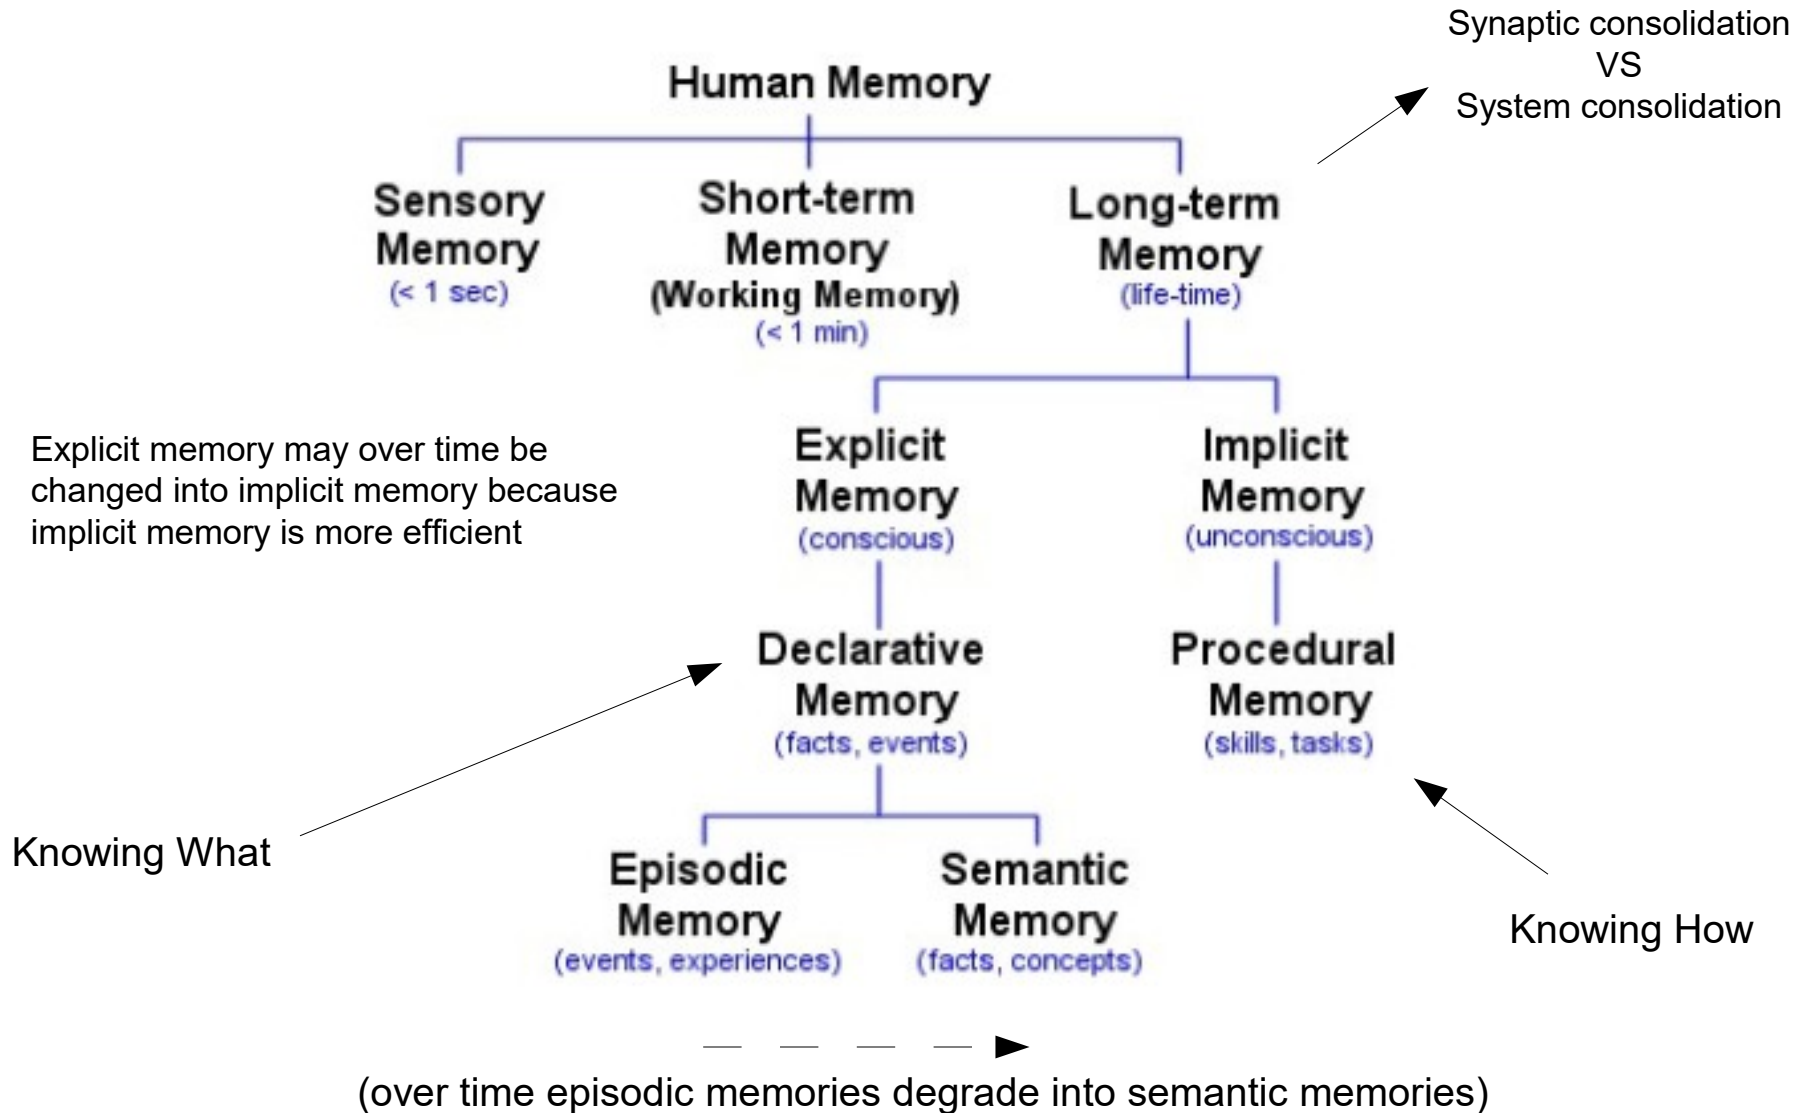 Synaptic consolidation
VS
System consolidation
Human Memory
Sensory
Memory
(< 1 sec)
Short-term
Memory
(Working Memory)
(< 1 min)
Long-term
Memory
(life-time)
Explicit memory may over time be
changed into implicit memory because
implicit memory is more efficient
Explicit
Memory
(conscious)
Implicit
Memory
(unconscious)
Declarative
Memory
(facts, events)
Procedural
Memory
(skills, tasks)
Knowing What
Episodic
Memory
(events, experiences)
Semantic
Memory
(facts, concepts)
Knowing How
(over time episodic memories degrade into semantic memories)